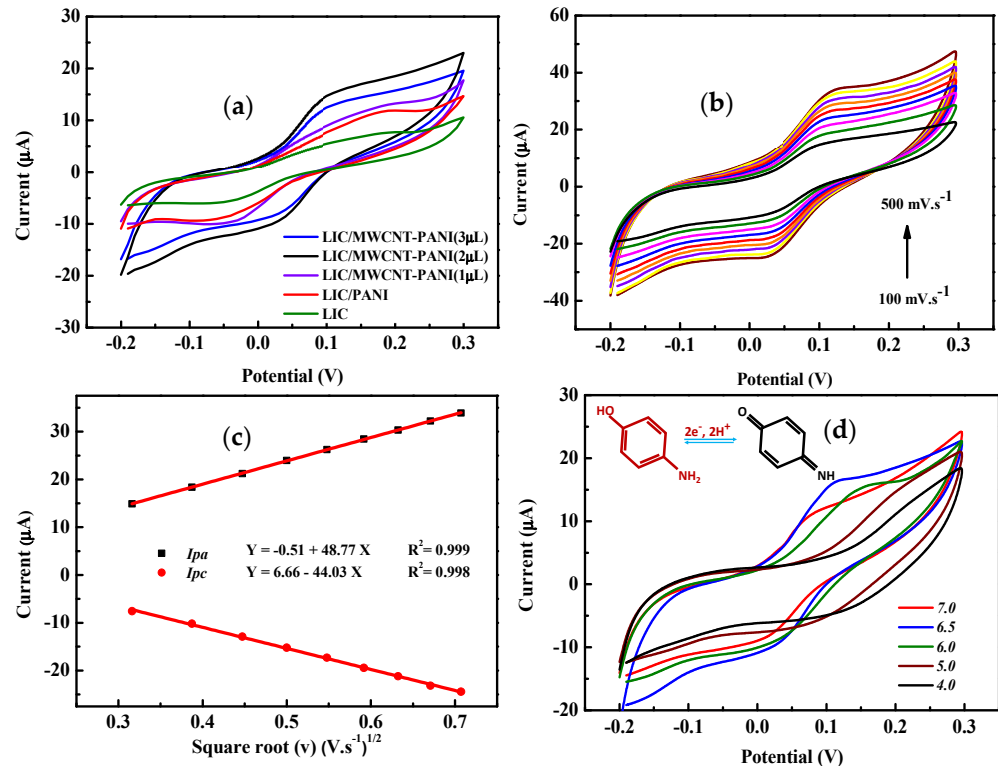 30
20
10
0
-10
-20
-30
Current (µA)
(a)
LIC/MWCNT-PANI(3µL)
LIC/MWCNT-PANI(2µL)
LIC/MWCNT-PANI(1µL)
LIC/PANI
LIC
-0.2 -0.1 0.0 0.1 0.2 0.3
Potential (V)
60
40
20
0
-20
-40
Current (µA)
(b)
500 mV.s⁻¹
100 mV.s⁻¹
-0.2 -0.1 0.0 0.1 0.2 0.3
Potential (V)
30
20
10
0
-10
-20
Current (µA)
(c)
Ipa Y = -0.51 + 48.77 X R²= 0.999
Ipc Y = 6.66 - 44.03 X R²= 0.998
0.3 0.4 0.5 0.6 0.7
Square root (v) (V.s⁻¹)¹/²
30
20
10
0
-10
-20
Current (µA)
HO
NH₂
2e⁻, 2H⁺
O
NH
(d)
7.0
6.5
6.0
5.0
4.0
-0.2 -0.1 0.0 0.1 0.2 0.3
Potential (V)